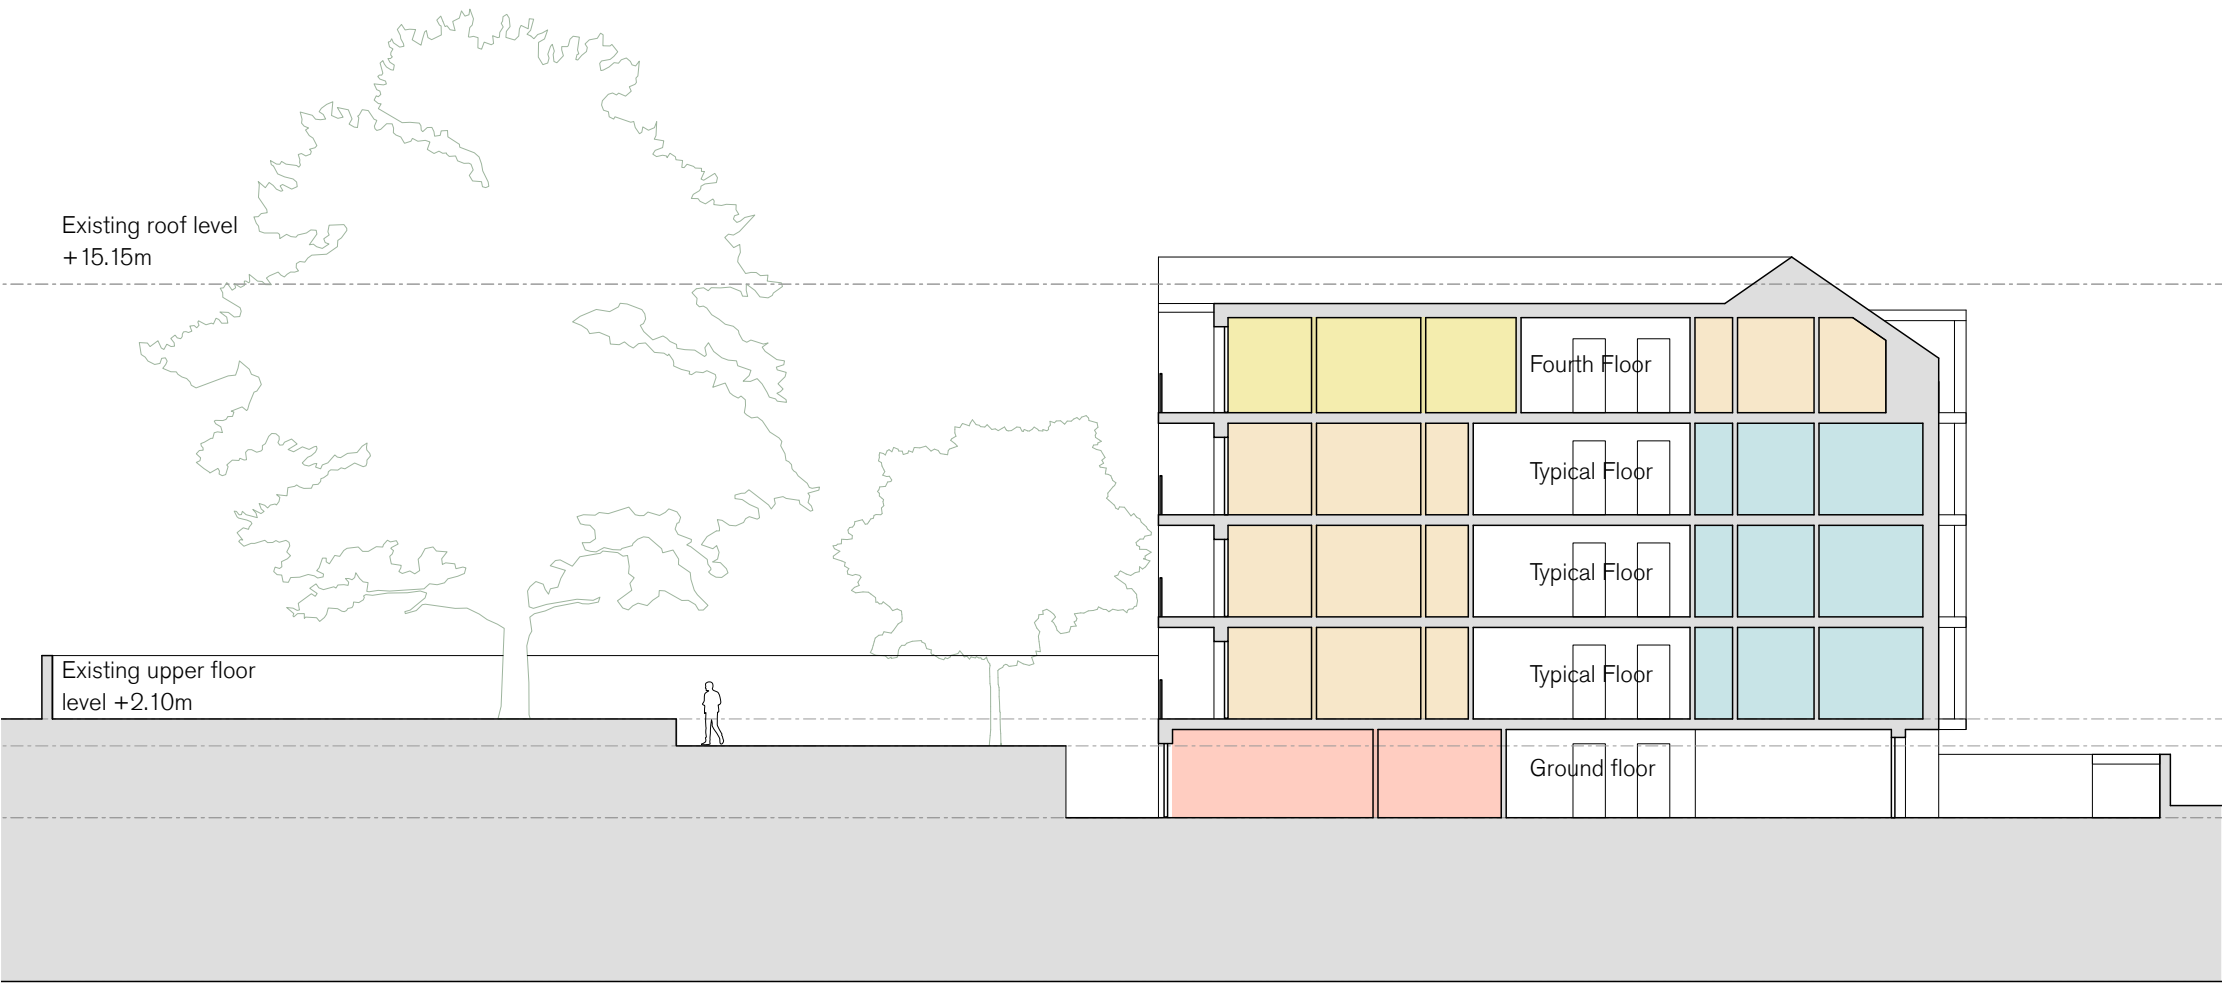 Existing roof level
+15.15m
Fourth Floor
Typical Floor
Typical Floor
Typical Floor
Existing upper floor
level +2.10m
Ground floor